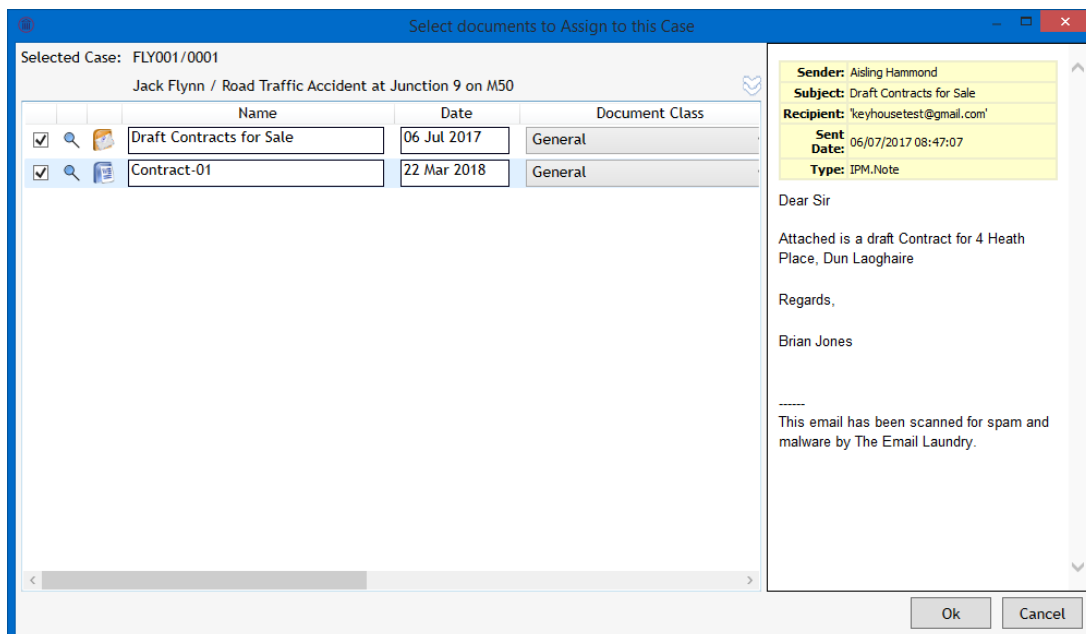 Select documents to Assign to this Case
Selected Case: FLY001/0001
Jack Flynn / Road Traffic Accident at Junction 9 on M50
Name Date Document Class
Draft Contracts for Sale 06 Jul 2017 General
Contract-01 22 Mar 2018 General
Sender: Aisling Hammond
Subject: Draft Contracts for Sale
Recipient: 'keyhousetest@gmail.com'
Sent
Date: 06/07/2017 08:47:07
Type: IPM.Note
Dear Sir
Attached is a draft Contract for 4 Heath
Place, Dun Laoghaire
Regards,
Brian Jones
------
This email has been scanned for spam and
malware by The Email Laundry.
Ok Cancel